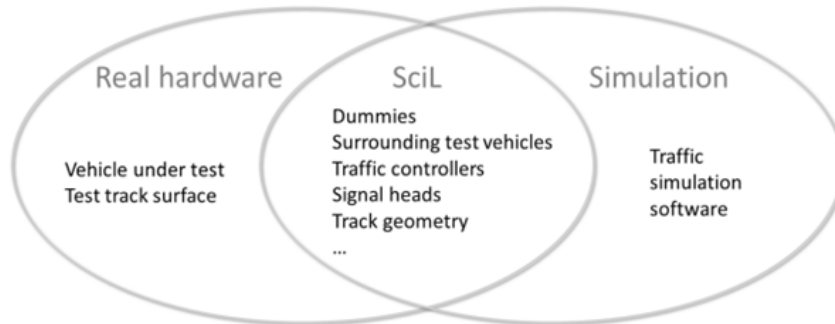 Real hardware
SciL
Simulation
Vehicle under test
Test track surface
Dummies
Surrounding test vehicles
Traffic controllers
Signal heads
Track geometry
...
Traffic
simulation
software